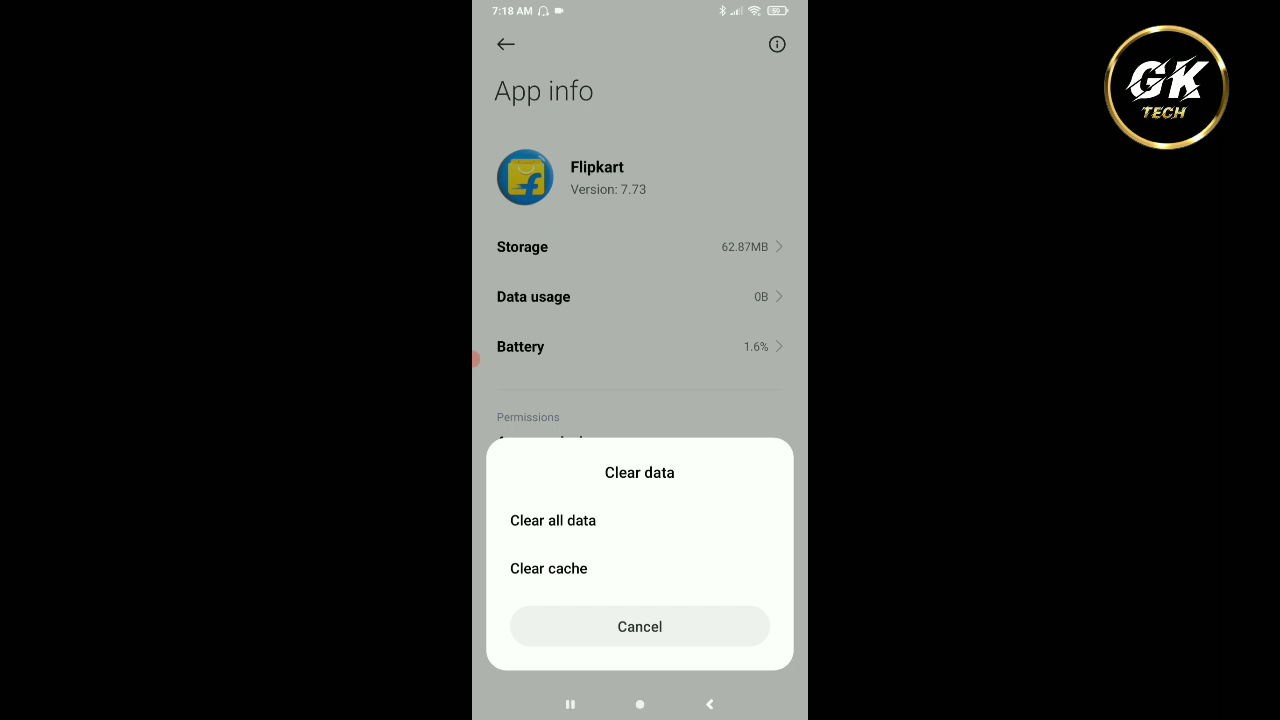 7:18 AM
50
GK
TECH
App info
Flipkart
Version: 7.73
Storage 62.87MB
Data usage 0B
Battery 1.6%
Permissions
Clear data
Clear all data
Clear cache
Cancel